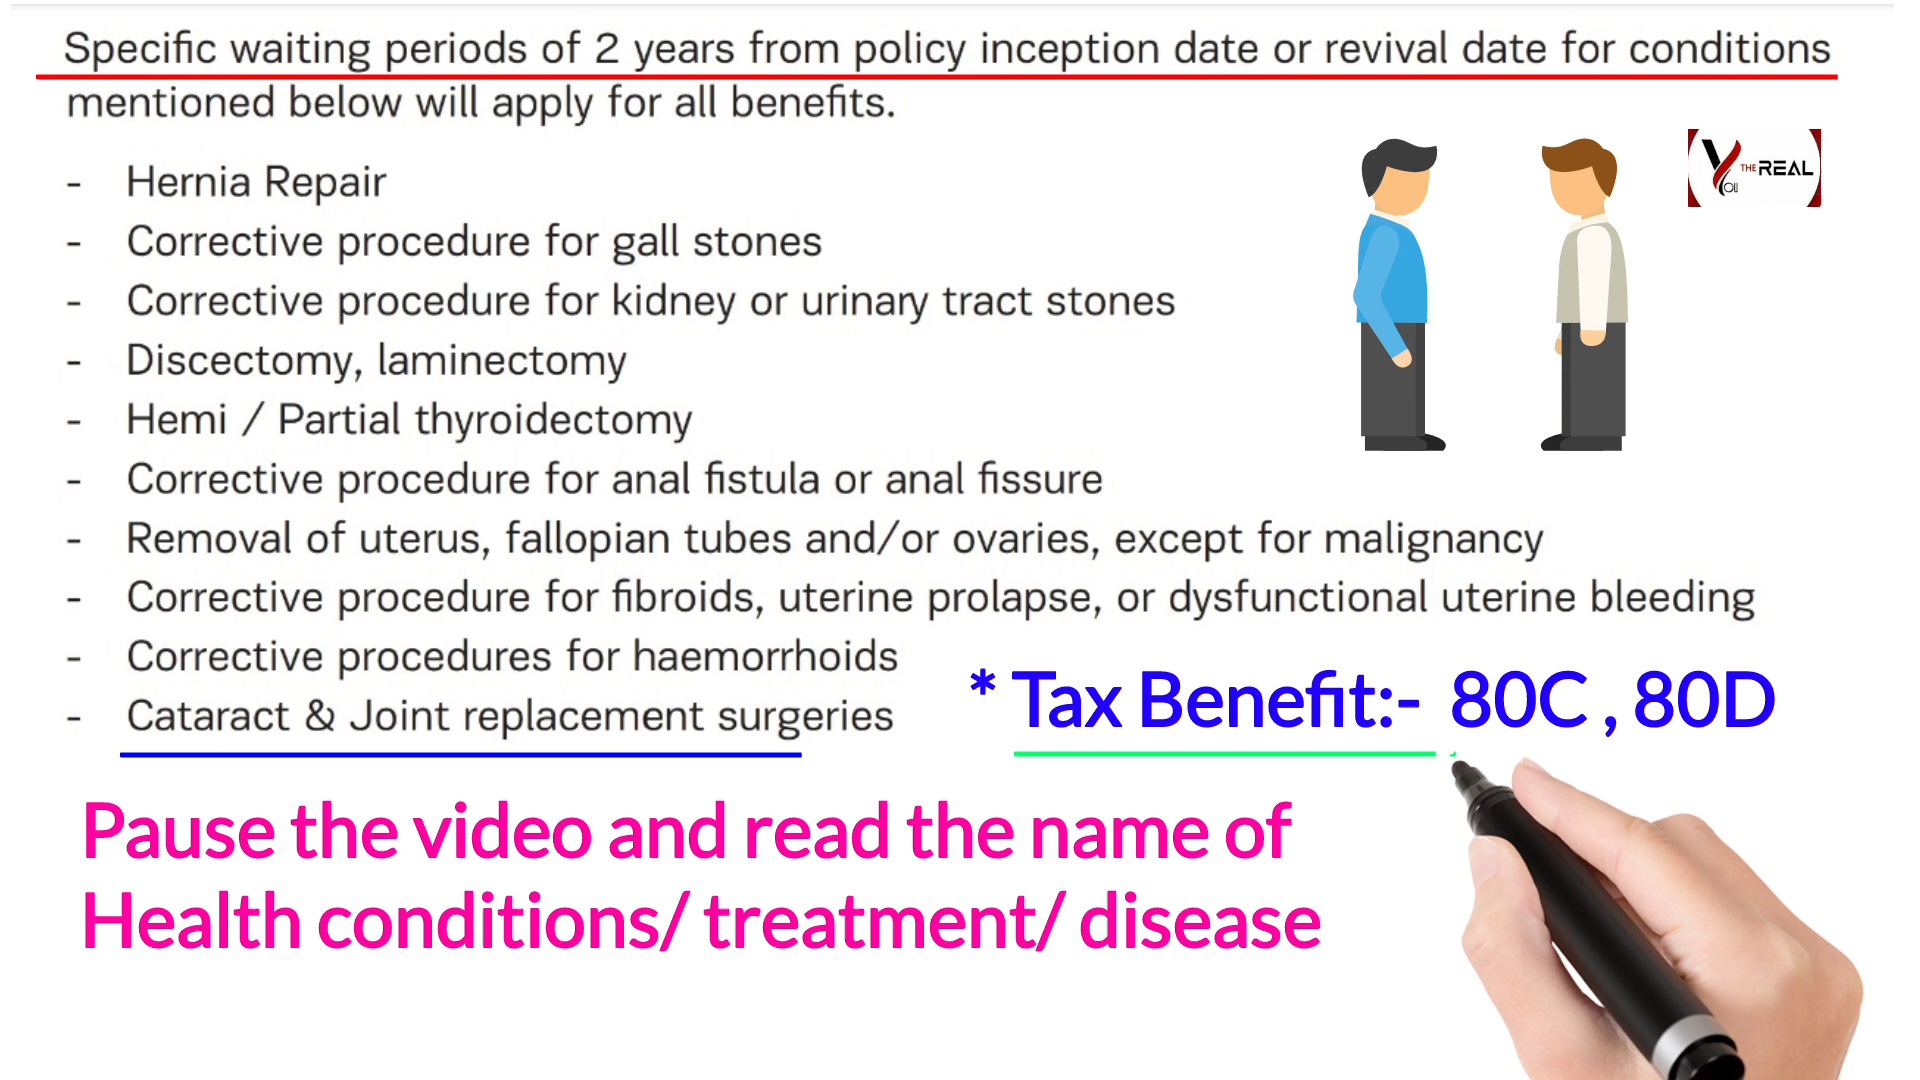 Specific waiting periods of 2 years from policy inception date or revival date for conditions
mentioned below will apply for all benefits.
- Hernia Repair
- Corrective procedure for gall stones
- Corrective procedure for kidney or urinary tract stones
- Discectomy, laminectomy
- Hemi / Partial thyroidectomy
- Corrective procedure for anal fistula or anal fissure
- Removal of uterus, fallopian tubes and/or ovaries, except for malignancy
- Corrective procedure for fibroids, uterine prolapse, or dysfunctional uterine bleeding
- Corrective procedures for haemorrhoids
- Cataract & Joint replacement surgeries
THE REAL
You
* Tax Benefit:- 80C , 80D
Pause the video and read the name of
Health conditions/ treatment/ disease